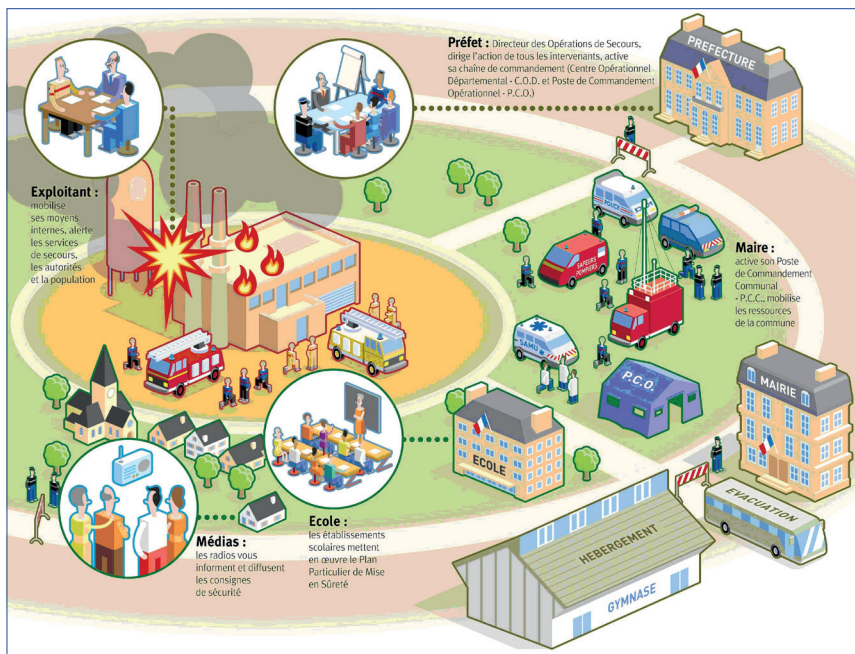 Préfet : Directeur des Opérations de Secours,
dirige l'action de tous les intervenants, active
sa chaîne de commandement (Centre Opérationnel
Départemental - C.O.D. et Poste de Commandement
Opérationnel - P.C.O.)
PREFECTURE
Exploitant :
mobilise
ses moyens
internes, alerte
les services
de secours,
les autorités
et la population
POLICE
SAPEURS
POMPIERS
SAMU
P.C.O.
Maire :
active son Poste
de Commandement
Communal
- P.C.C., mobilise
les ressources
de la commune
MAIRIE
ECOLE
EVACUATION
HEBERGEMENT
GYMNASE
Médias :
les radios vous
informent et diffusent
les consignes
de sécurité
Ecole :
les établissements
scolaires mettent
en œuvre le Plan
Particulier de Mise
en Sûreté